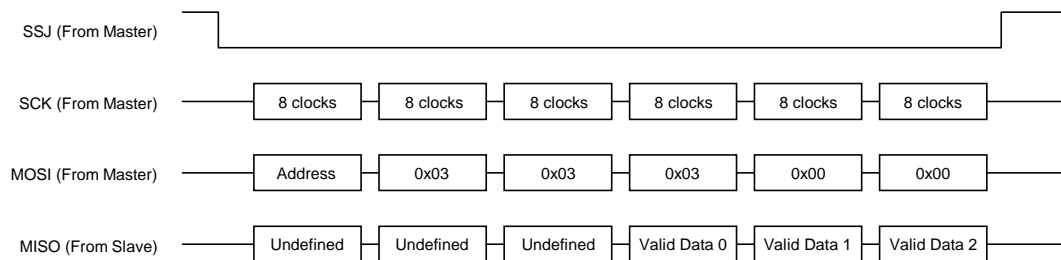 SSJ (From Master)
SCK (From Master) 8 clocks 8 clocks 8 clocks 8 clocks 8 clocks 8 clocks
MOSI (From Master) Address 0x03 0x03 0x03 0x00 0x00
MISO (From Slave) Undefined Undefined Undefined Valid Data 0 Valid Data 1 Valid Data 2